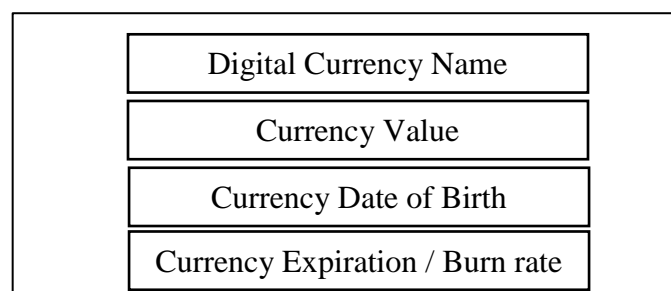 Digital Currency Name
Currency Value
Currency Date of Birth
Currency Expiration / Burn rate